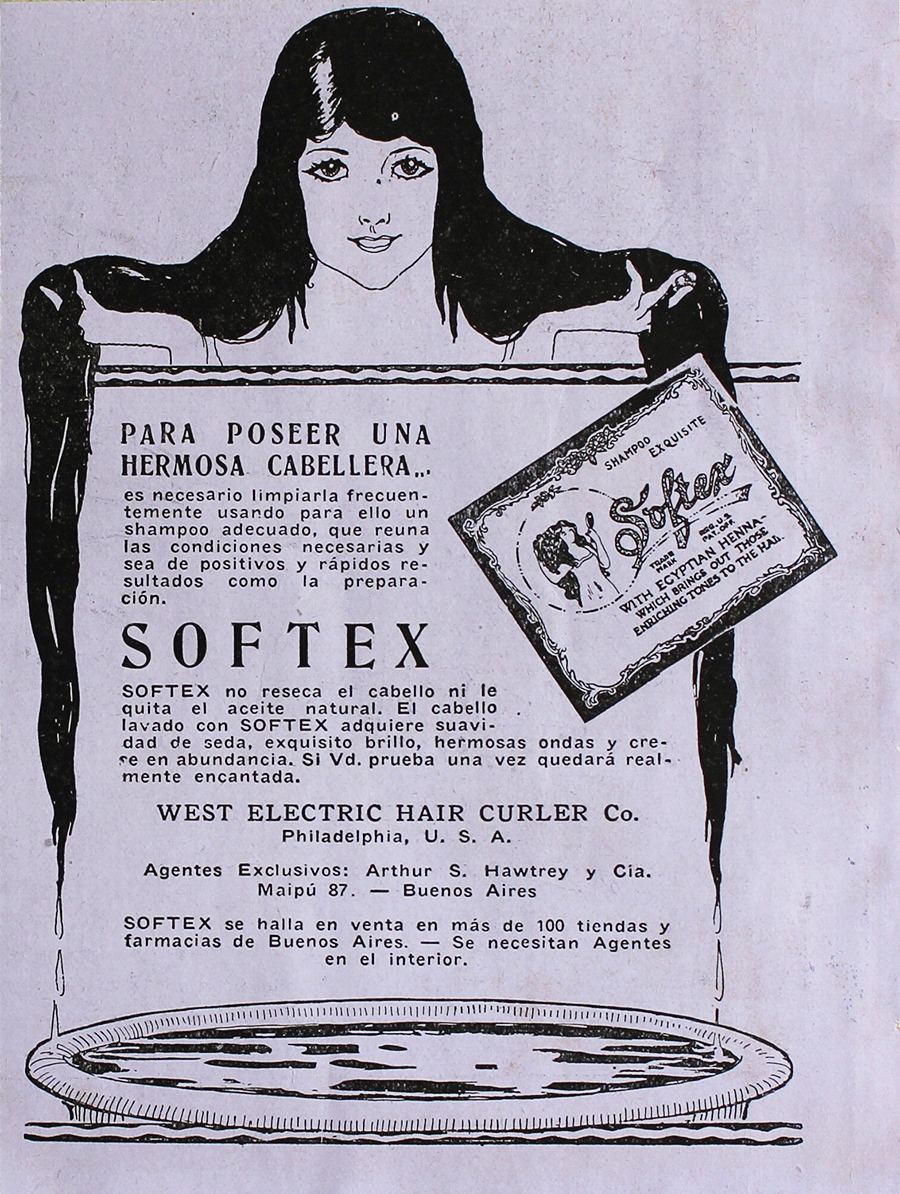 PARA POSEER UNA
HERMOSA CABELLERA...
es necesario limpiarla frecuen-
temente usando para ello un
shampoo adecuado, que reuna
las condiciones necesarias y
sea de positivos y rápidos re-
sultados como la prepara-
ción.
SOFTEX
SOFTEX no reseca el cabello ni le
quita el aceite natural. El cabello
lavado con SOFTEX adquiere suavi-
dad de seda, exquisito brillo, hermosas ondas y cre-
ce en abundancia. Si Vd. prueba una vez quedará real-
mente encantada.
WEST ELECTRIC HAIR CURLER Co.
Philadelphia, U. S. A.
Agentes Exclusivos: Arthur S. Hawtrey y Cía.
Maipú 87. — Buenos Aires
SOFTEX se halla en venta en más de 100 tiendas y
farmacias de Buenos Aires. — Se necesitan Agentes
en el interior.
SHAMPOO EXQUISITE
Softex
TRADE MARK REG. U.S. PAT. OFF.
WITH EGYPTIAN HENNA-
WHICH BRINGS OUT THOSE
ENRICHING TONES TO THE HAIR.